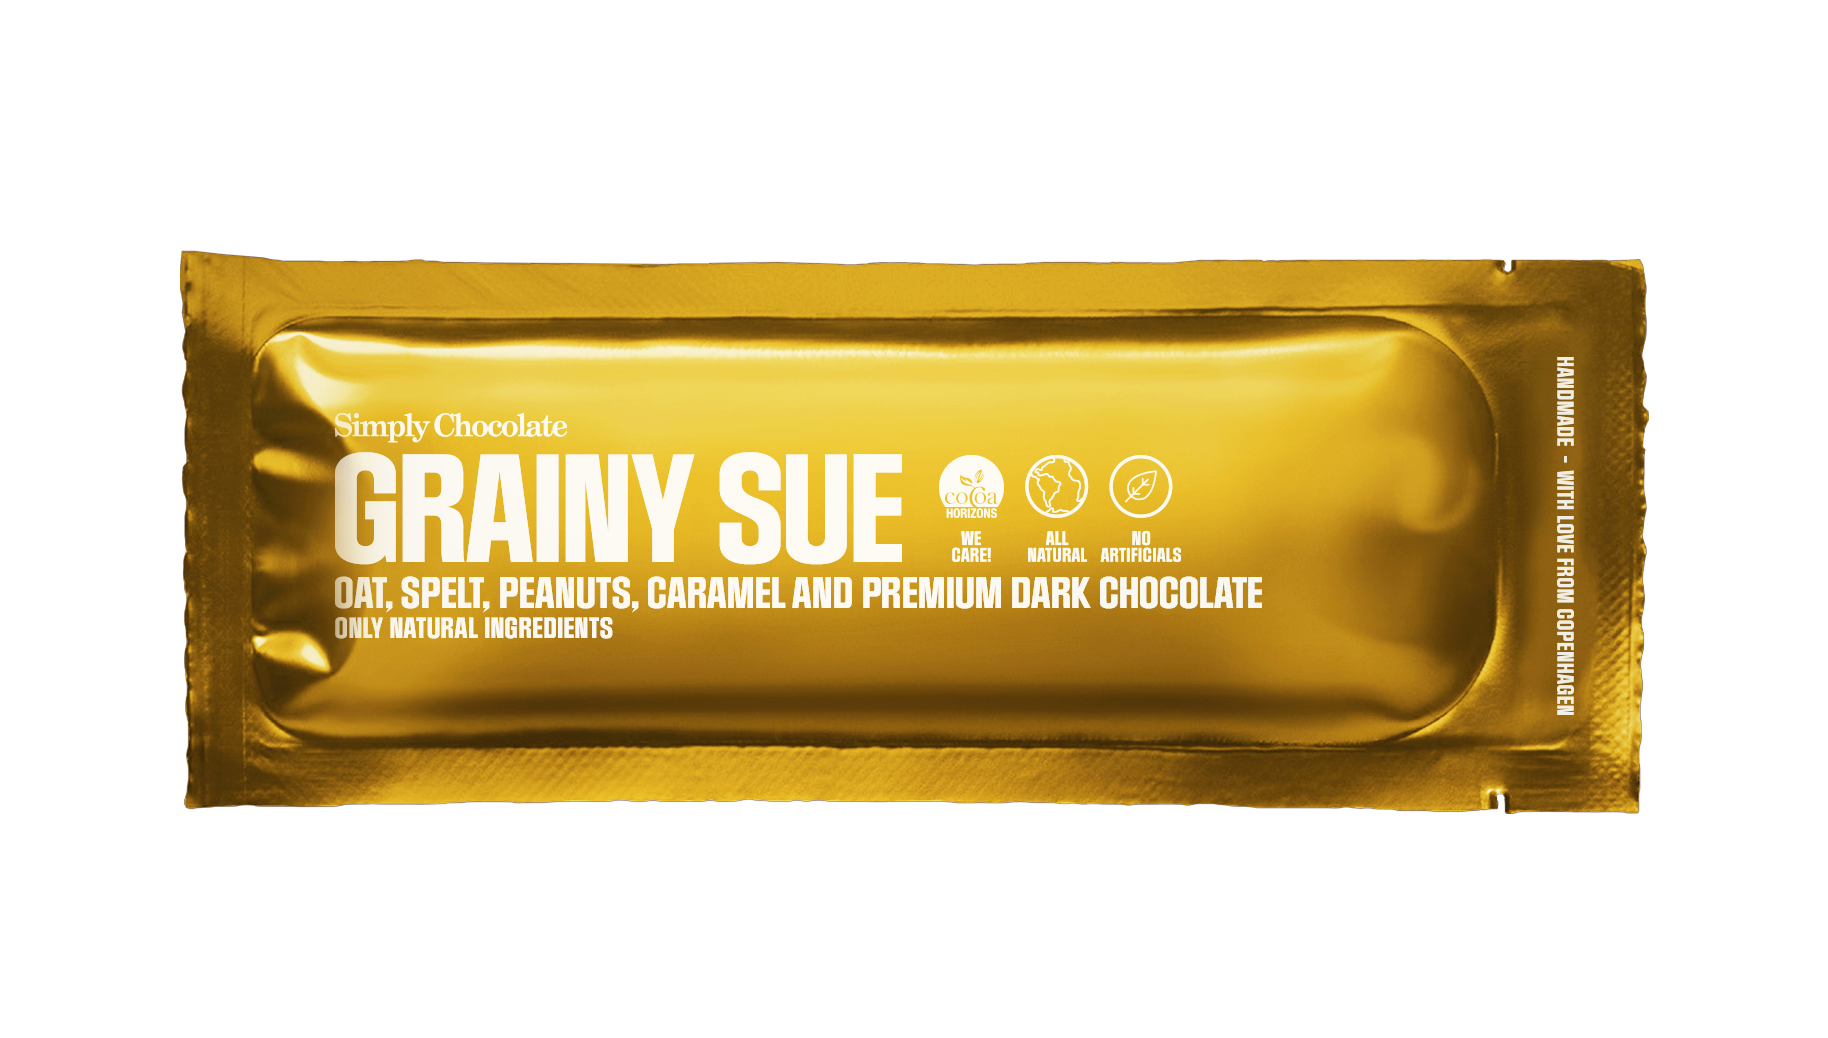 Simply Chocolate
GRAINY SUE
cocoa
HORIZONS
WE
CARE!
ALL
NATURAL
NO
ARTIFICIALS
OAT, SPELT, PEANUTS, CARAMEL AND PREMIUM DARK CHOCOLATE
ONLY NATURAL INGREDIENTS
HANDMADE - WITH LOVE FROM COPENHAGEN